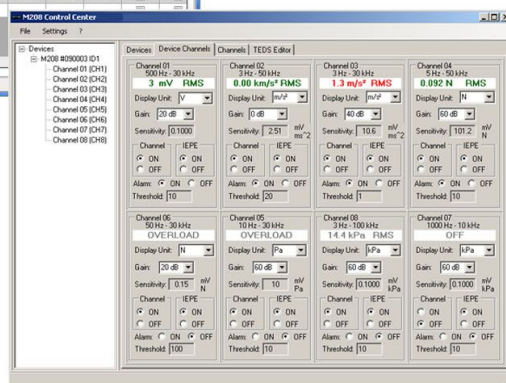 M208 Control Center
File Settings ?
Devices
M208 #090003 ID1
Channel 01 (CH1)
Channel 02 (CH2)
Channel 03 (CH3)
Channel 04 (CH4)
Channel 05 (CH5)
Channel 06 (CH6)
Channel 07 (CH7)
Channel 08 (CH8)
Devices Device Channels Channels TEDS Editor
Channel 01
500 Hz - 30 kHz
3 mV RMS
Display Unit: V
Gain: 20 dB
Sensitivity: 0.1000
Channel IEPE
ON ON
OFF OFF
Alarm: ON OFF
Threshold: 10
Channel 02
3 Hz - 50 kHz
0.00 km/s² RMS
Display Unit: m/s²
Gain: 0 dB
Sensitivity: 2.51 mV ms^2
Channel IEPE
ON ON
OFF OFF
Alarm: ON OFF
Threshold: 20
Channel 03
3 Hz - 30 kHz
1.3 m/s² RMS
Display Unit: m/s²
Gain: 40 dB
Sensitivity: 10.6 mV ms^2
Channel IEPE
ON ON
OFF OFF
Alarm: ON OFF
Threshold: 1
Channel 04
5 Hz - 50 kHz
0.092 N RMS
Display Unit: N
Gain: 60 dB
Sensitivity: 101.2 mV N
Channel IEPE
ON ON
OFF OFF
Alarm: ON OFF
Threshold: 10
Channel 06
50 Hz - 30 kHz
OVERLOAD
Display Unit: N
Gain: 20 dB
Sensitivity: 0.15 mV N
Channel IEPE
ON ON
OFF OFF
Alarm: ON OFF
Threshold: 100
Channel 05
10 Hz - 30 kHz
OVERLOAD
Display Unit: Pa
Gain: 60 dB
Sensitivity: 10 mV Pa
Channel IEPE
ON ON
OFF OFF
Alarm: ON OFF
Threshold: 10
Channel 08
3 Hz - 100 kHz
14.4 kPa RMS
Display Unit: kPa
Gain: 60 dB
Sensitivity: 0.1000 mV kPa
Channel IEPE
ON ON
OFF OFF
Alarm: ON OFF
Threshold: 10
Channel 07
1000 Hz - 10 kHz
OFF
Display Unit: kPa
Gain: 60 dB
Sensitivity: 0.1000 mV kPa
Channel IEPE
ON ON
OFF OFF
Alarm: ON OFF
Threshold: 10